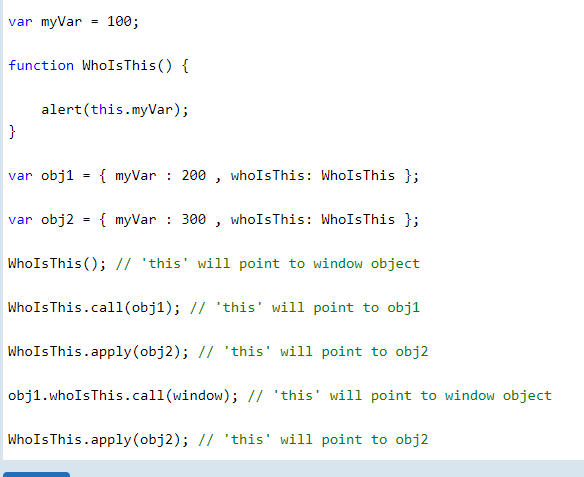 var myVar = 100;
function WhoIsThis() {
alert(this.myVar);
}
var obj1 = { myVar : 200 , whoIsThis: WhoIsThis };
var obj2 = { myVar : 300 , whoIsThis: WhoIsThis };
WhoIsThis(); // 'this' will point to window object
WhoIsThis.call(obj1); // 'this' will point to obj1
WhoIsThis.apply(obj2); // 'this' will point to obj2
obj1.whoIsThis.call(window); // 'this' will point to window object
WhoIsThis.apply(obj2); // 'this' will point to obj2